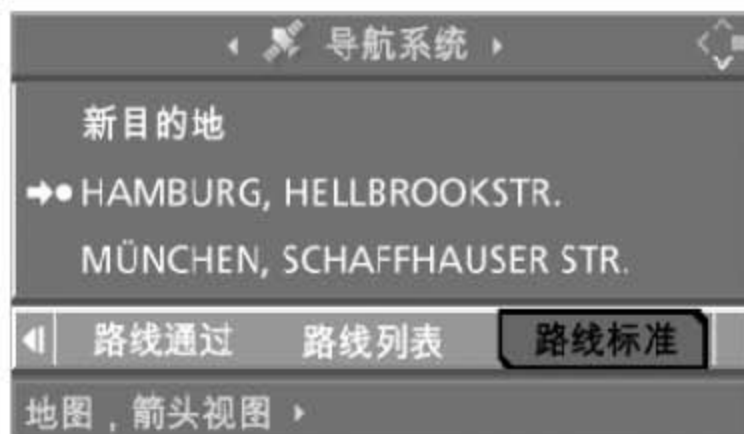 导航系统
新目的地
HAMBURG, HELLBROOKSTR.
MÜNCHEN, SCHAFFHAUSER STR.
路线通过 路线列表 路线标准
地图，箭头视图